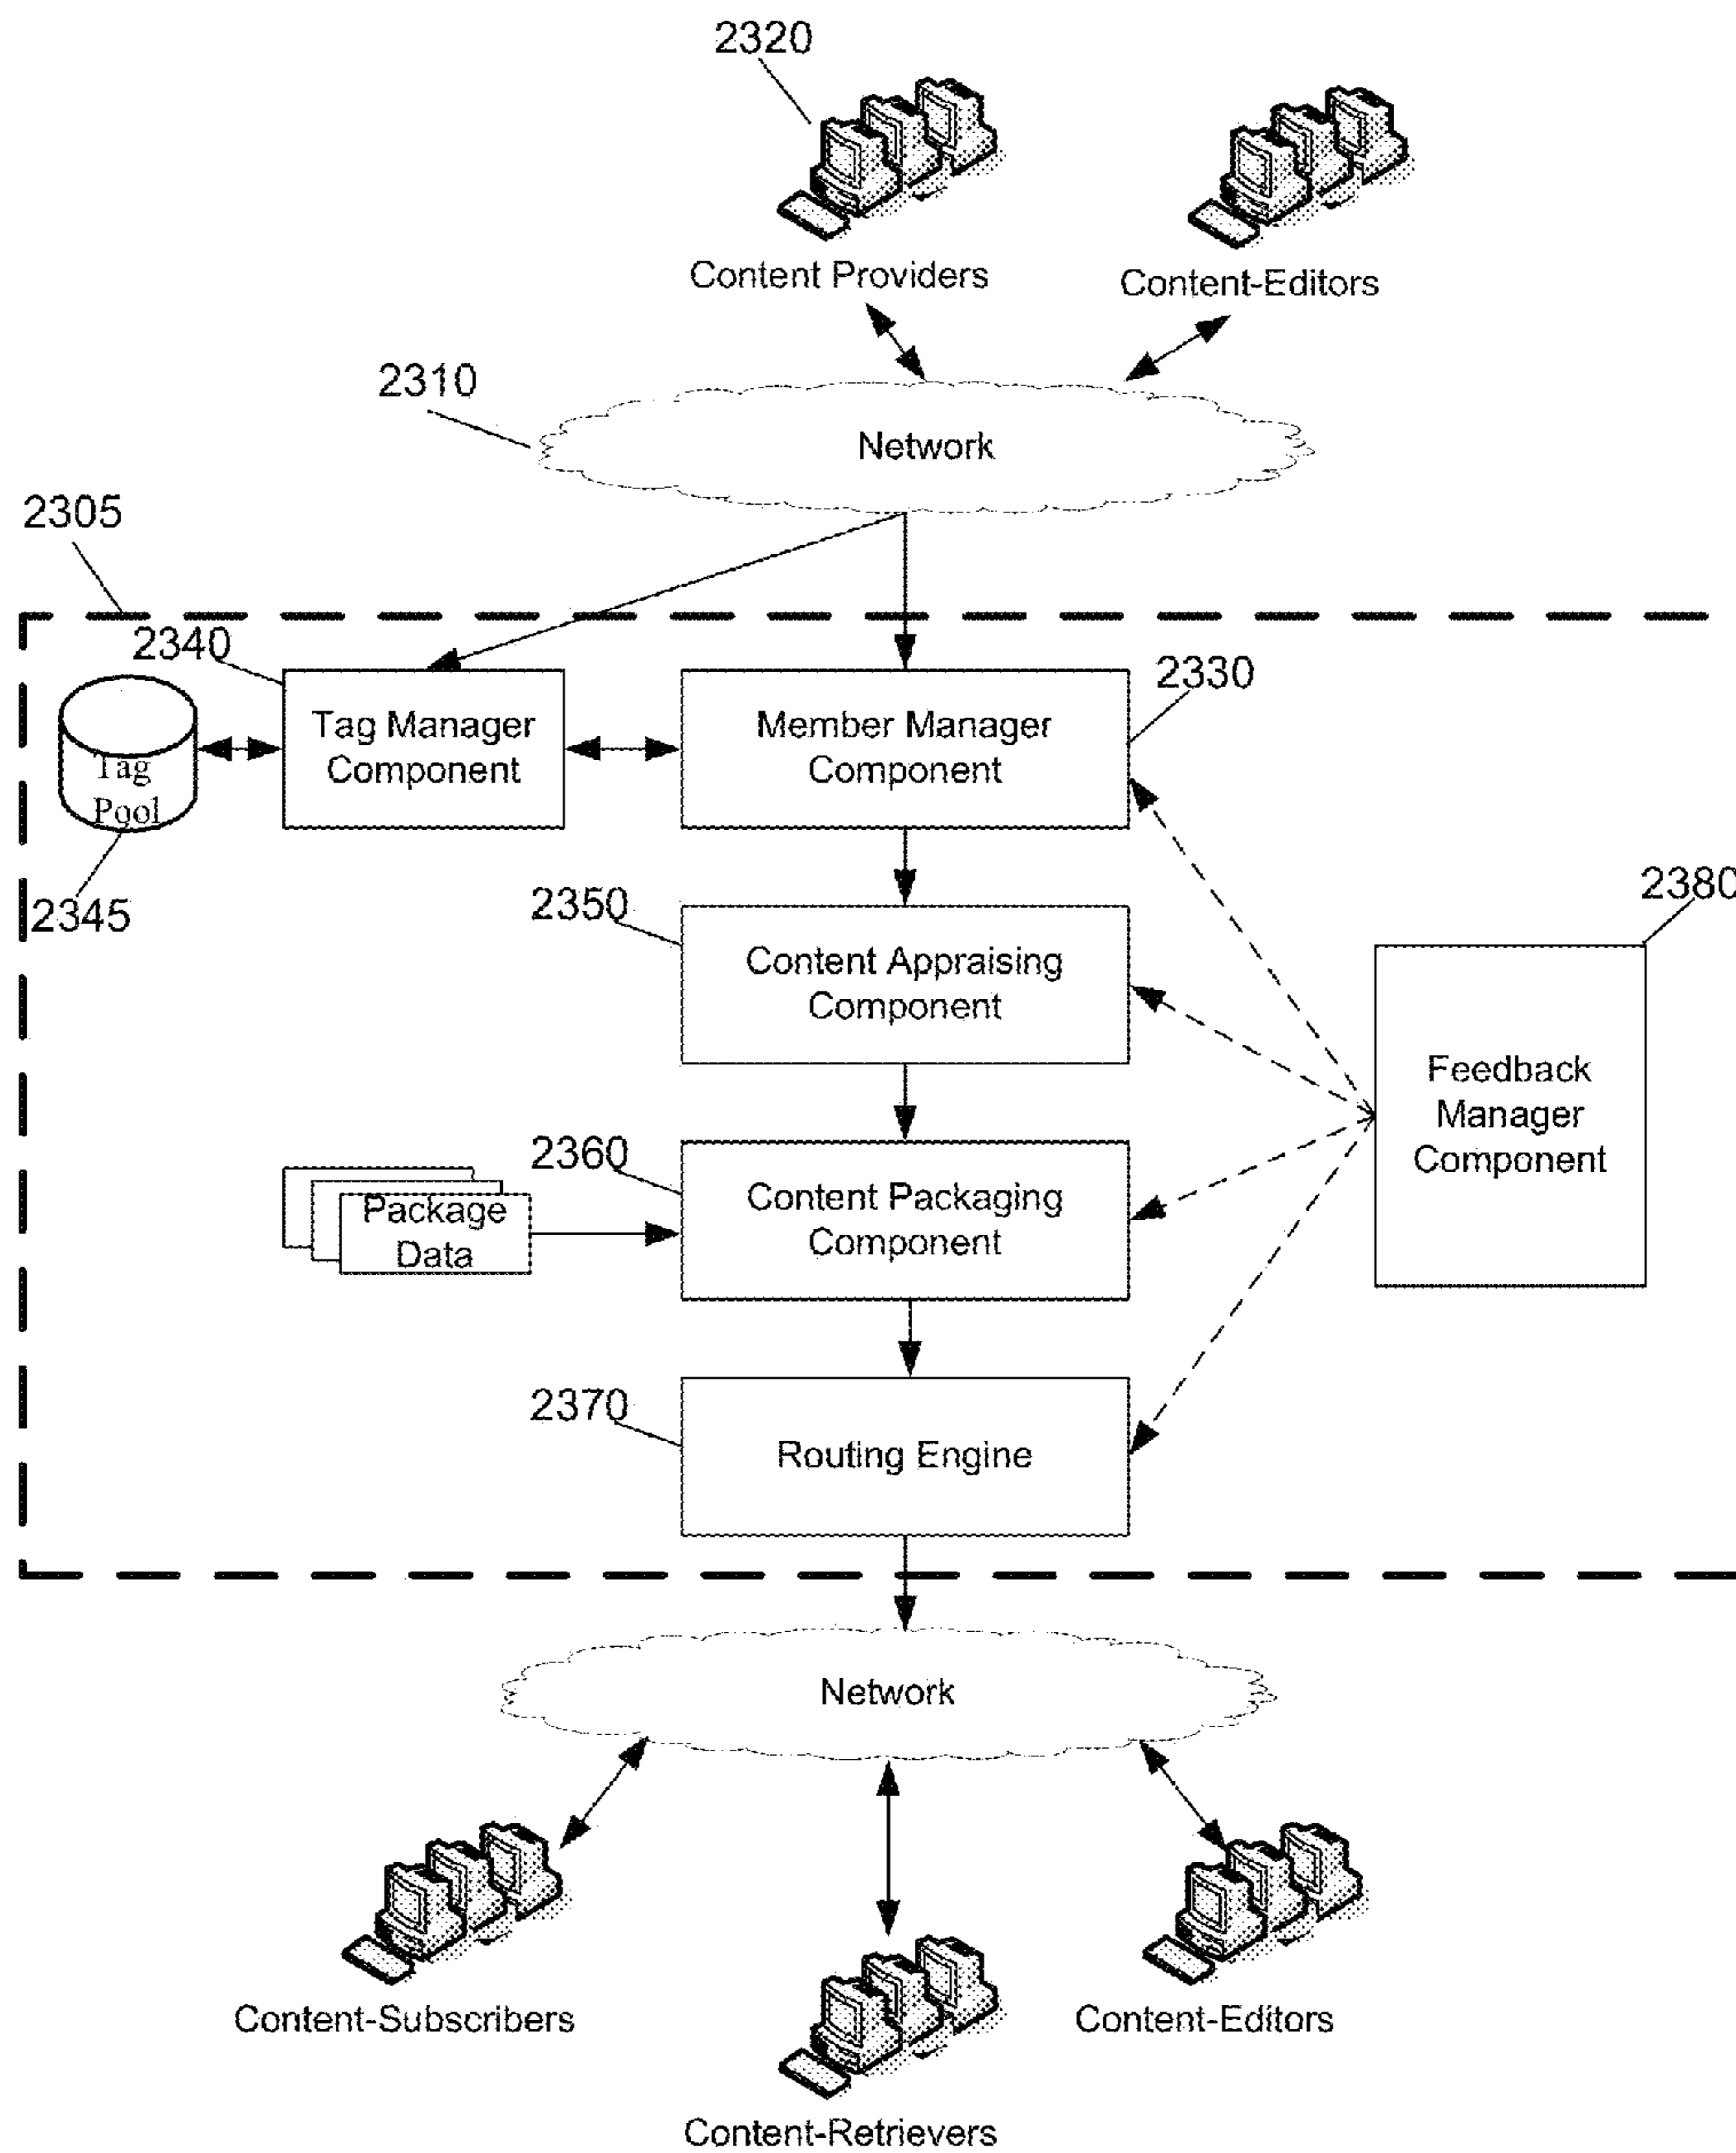 2320
Content Providers
Content-Editors
2310
Network
2305
2340
2330
Tag Manager
Component
Member Manager
Component
Tag
Pool
2345
2350
2380
Content Appraising
Component
Feedback
Manager
Component
2360
Package
Data
Content Packaging
Component
2370
Routing Engine
Network
Content-Subscribers
Content-Editors
Content-Retrievers